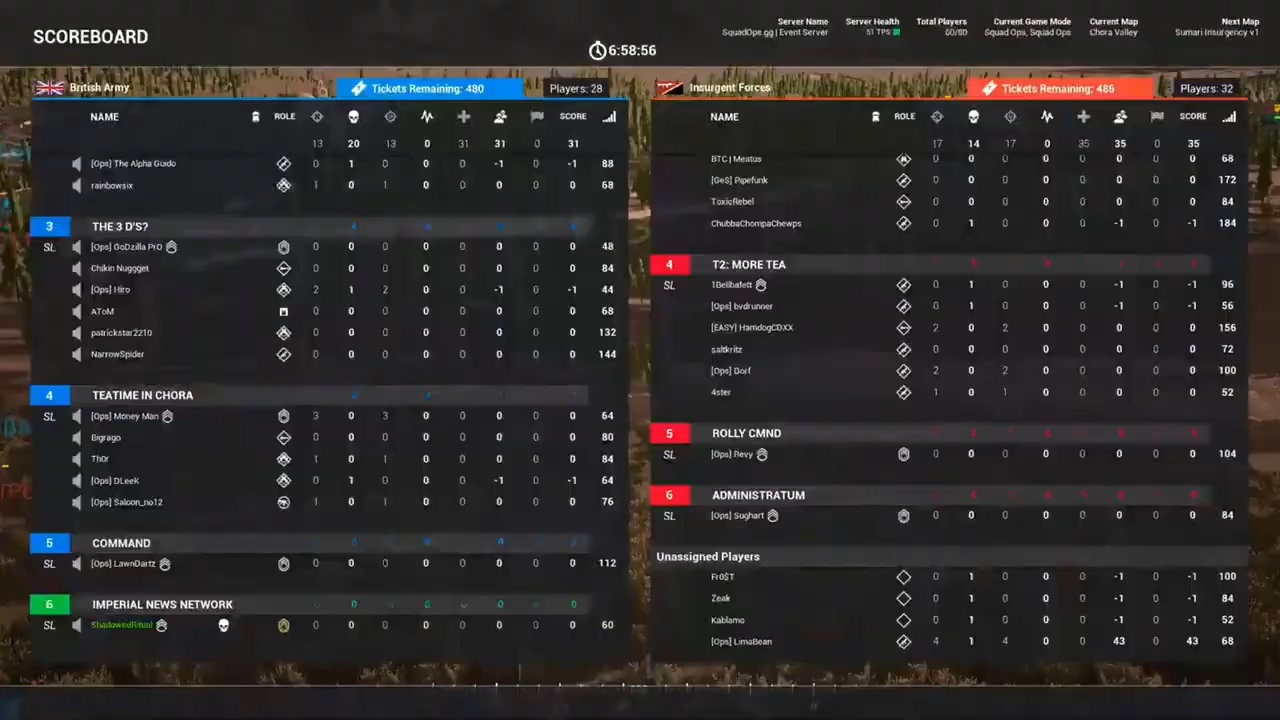 SCOREBOARD
Server Name
SquadOps.gg | Event Server
Server Health
51 TPS
Total Players
60/80
Current Game Mode
Squad Ops, Squad Ops
Current Map
Chora Valley
Next Map
Sumari Insurgency v1
6:58:56
British Army
Tickets Remaining: 480
Players: 28
NAME ROLE SCORE
13 20 13 0 31 31 31
[Ops] The Alpha Guido 0 1 0 0 0 -1 0 -1 88
rainbowsix 1 0 1 0 0 0 0 0 68
3 THE 3 D'S?
SL [Ops] GoDzilla PrO 0 0 0 0 0 0 0 0 48
Chikin Nuggget 0 0 0 0 0 0 0 0 84
[Ops] Hiro 2 1 2 0 0 -1 0 -1 44
AToM 0 0 0 0 0 0 0 0 68
patrickstar2210 0 0 0 0 0 0 0 0 132
NarrowSpider 0 0 0 0 0 0 0 0 144
4 TEATIME IN CHORA
SL [Ops] Money Man 3 0 3 0 0 0 0 0 64
Bigrago 0 0 0 0 0 0 0 0 80
Th0r 1 0 1 0 0 0 0 0 84
[Ops] DLeeK 0 1 0 0 0 -1 0 -1 64
[Ops] Saloon_no12 1 0 1 0 0 0 0 0 76
5 COMMAND
SL [Ops] LawnDartz 0 0 0 0 0 0 0 0 112
6 IMPERIAL NEWS NETWORK
SL ShadowedRitual 0 0 0 0 0 0 0 0 60
Insurgent Forces
Tickets Remaining: 486
Players: 32
NAME ROLE SCORE
17 14 17 0 35 35 0 35
BTC | Meatus 0 0 0 0 0 0 0 0 68
[GeS] Pipefunk 0 0 0 0 0 0 0 0 172
ToxicRebel 0 0 0 0 0 0 0 0 84
ChubbaChompaChewps 0 1 0 0 0 -1 0 -1 184
4 T2: MORE TEA
SL 1Bellbafett 0 1 0 0 0 -1 0 -1 96
[Ops] bvdrunner 0 1 0 0 0 -1 0 -1 56
[EASY] HamdogCDXX 2 0 2 0 0 0 0 0 156
saltkritz 0 0 0 0 0 0 0 0 72
[Ops] Dorf 2 0 2 0 0 0 0 0 100
4ster 1 0 1 0 0 0 0 0 52
5 ROLLY CMND
SL [Ops] Revy 0 0 0 0 0 0 0 0 104
6 ADMINISTRATUM
SL [Ops] Sughart 0 0 0 0 0 0 0 0 84
Unassigned Players
Fr0$T 0 1 0 0 0 -1 0 -1 100
Zeak 0 1 0 0 0 -1 0 -1 84
Kablamo 0 1 0 0 0 -1 0 -1 52
[Ops] LimaBean 4 1 4 0 0 43 0 43 68